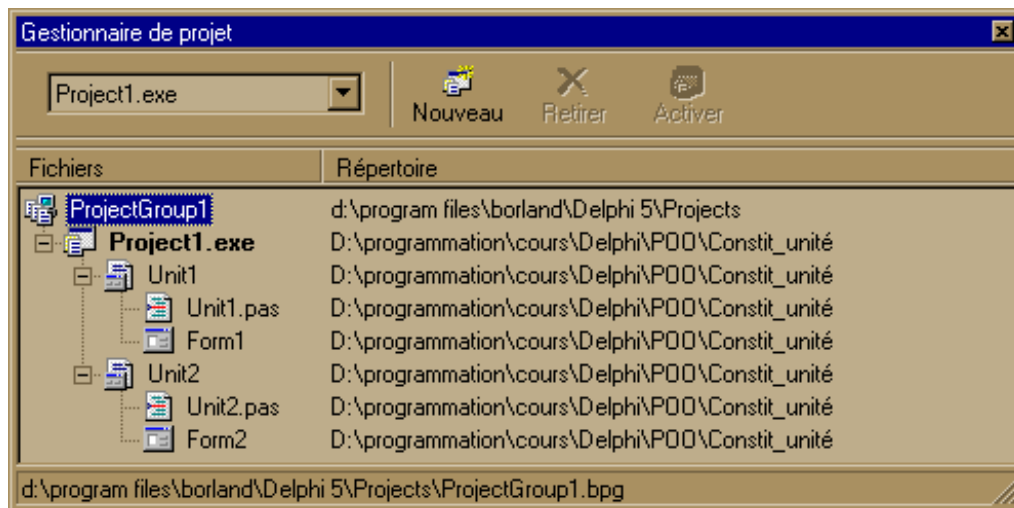 Gestionnaire de projet
Project1.exe
Nouveau Retirer Activer
Fichiers Répertoire
ProjectGroup1 d:\program files\borland\Delphi 5\Projects
Project1.exe D:\programmation\cours\Delphi\POO\Constit_unité
Unit1 D:\programmation\cours\Delphi\POO\Constit_unité
Unit1.pas D:\programmation\cours\Delphi\POO\Constit_unité
Form1 D:\programmation\cours\Delphi\POO\Constit_unité
Unit2 D:\programmation\cours\Delphi\POO\Constit_unité
Unit2.pas D:\programmation\cours\Delphi\POO\Constit_unité
Form2 D:\programmation\cours\Delphi\POO\Constit_unité
d:\program files\borland\Delphi 5\Projects\ProjectGroup1.bpg